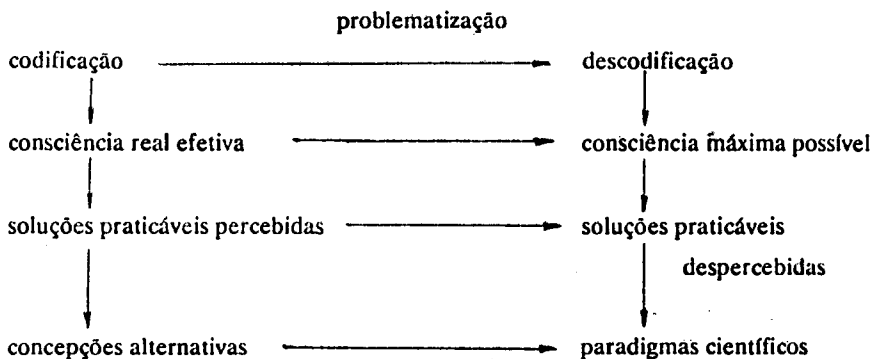 problematização
codificação descodificação
consciência real efetiva consciência máxima possível
soluções praticáveis percebidas soluções praticáveis
despercebidas
concepções alternativas paradigmas científicos